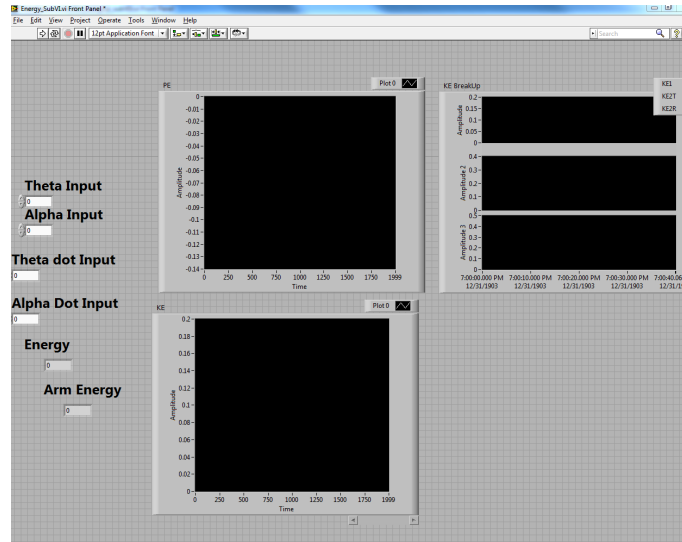 Energy_SubVI.vi Front Panel *
File Edit View Project Operate Tools Window Help
12pt Application Font
Search
PE
Plot 0
0
-0.01
-0.02
-0.03
-0.04
-0.05
-0.06
-0.07
-0.08
-0.09
-0.1
-0.11
-0.12
-0.13
-0.14
Amplitude
0 250 500 750 1000 1250 1500 1750 1999
Time
KE BreakUp
KE1
KE2T
KE2R
0.2
0.15
0.1
0.05
0
Amplitude
0.4
0.3
0.2
0.1
0
Amplitude 2
0.5
0.4
0.3
0.2
0.1
0
Amplitude 3
7:00:00.000 PM 7:00:10.000 PM 7:00:20.000 PM 7:00:30.000 PM 7:00:40.00
12/31/1903 12/31/1903 12/31/1903 12/31/1903 12/31/1
Theta Input
0
Alpha Input
0
Theta dot Input
0
Alpha Dot Input
0
Energy
0
Arm Energy
0
KE
Plot 0
0.2
0.18
0.16
0.14
0.12
0.1
0.08
0.06
0.04
0.02
0
Amplitude
0 250 500 750 1000 1250 1500 1750 1999
Time